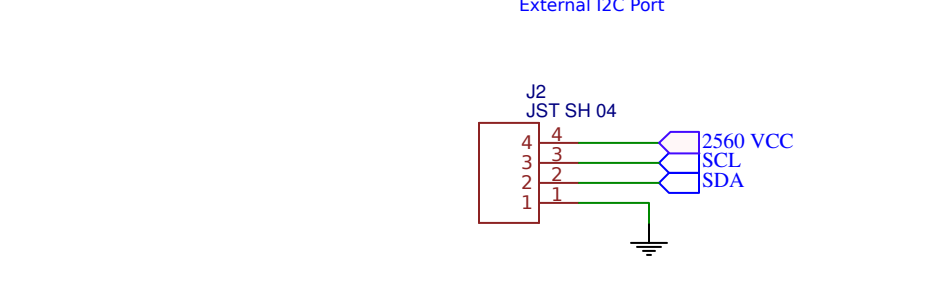 External I2C Port
J2
JST SH 04
4 4 2560 VCC
3 3 SCL
2 2 SDA
1 1